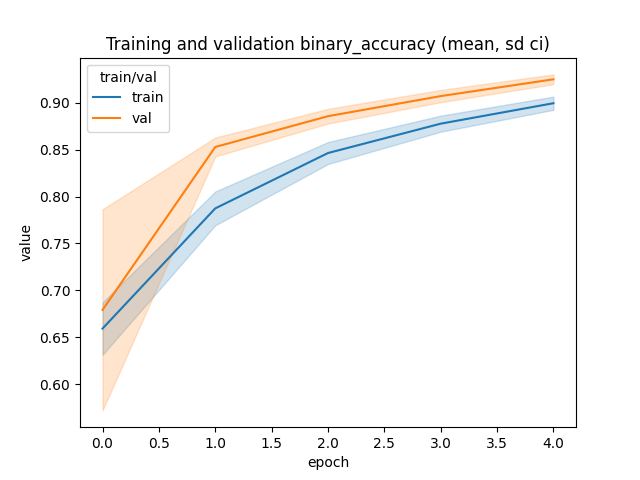 Training and validation binary_accuracy (mean, sd ci)
train/val
train
val
0.90
0.85
0.80
0.75
0.70
0.65
0.60
value
0.0 0.5 1.0 1.5 2.0 2.5 3.0 3.5 4.0
epoch